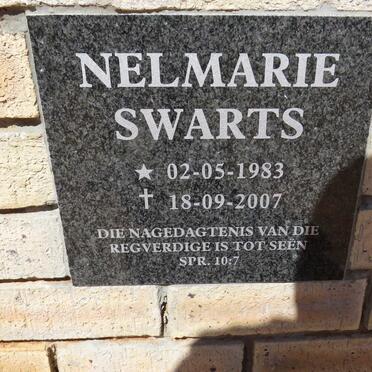 NELMARIE
SWARTS
★ 02-05-1983
✝ 18-09-2007
DIE NAGEDAGTENIS VAN DIE
REGVERDIGE IS TOT SEËN
SPR. 10:7